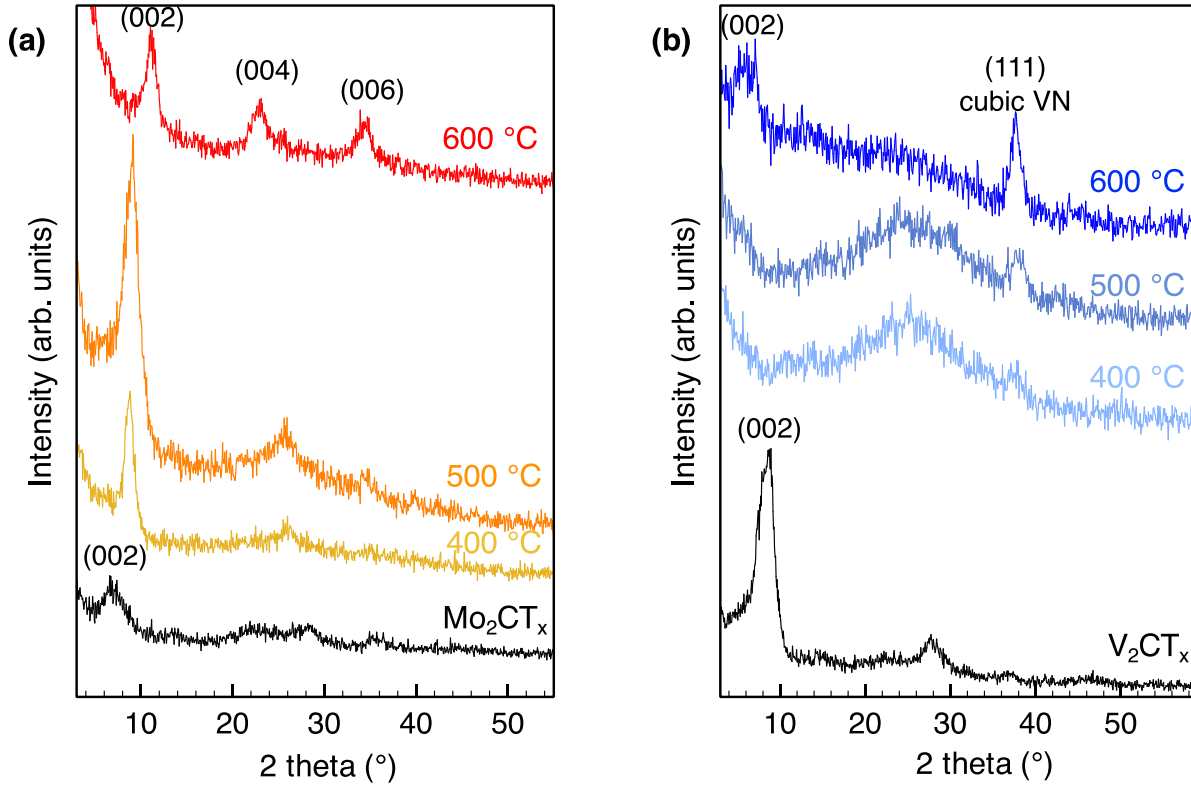 (a)
(002)
(004)
(006)
600 °C
500 °C
400 °C
(002)
Mo₂CTₓ
Intensity (arb. units)
10 20 30 40 50
2 theta (°)
(b)
(002)
(111)
cubic VN
600 °C
500 °C
400 °C
(002)
V₂CTₓ
Intensity (arb. units)
10 20 30 40 50
2 theta (°)